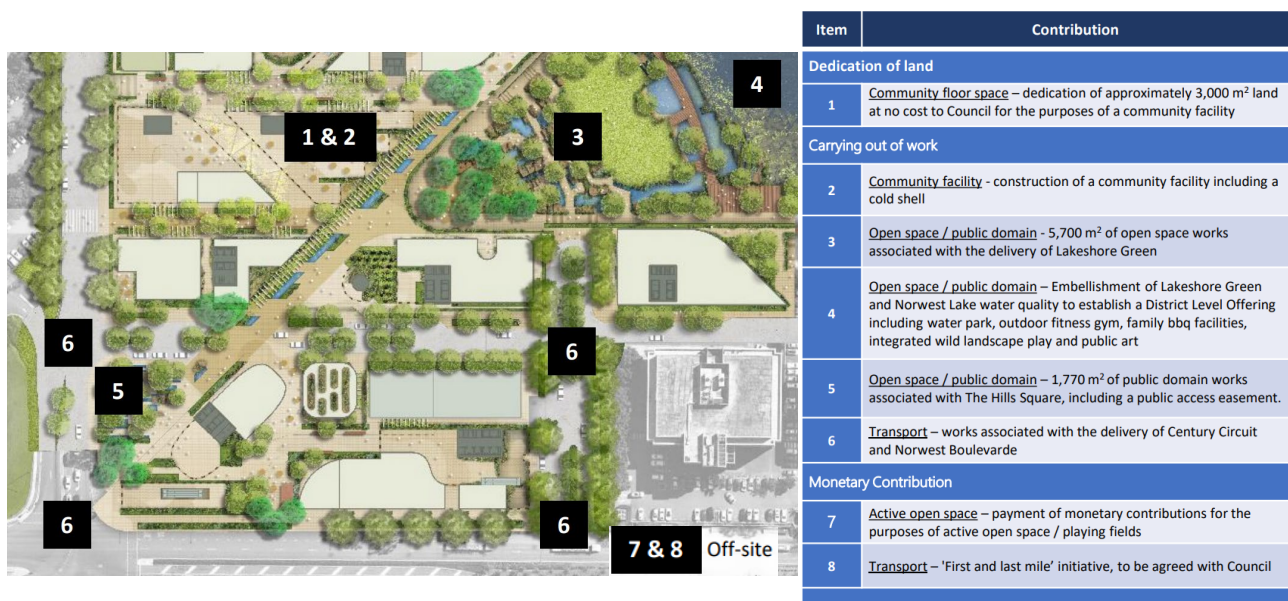 1 & 2
3
4
6
5
6
6
6
7 & 8 Off-site
Item Contribution
Dedication of land
1 Community floor space – dedication of approximately 3,000 m² land
at no cost to Council for the purposes of a community facility
Carrying out of work
2 Community facility - construction of a community facility including a
cold shell
3 Open space / public domain - 5,700 m² of open space works
associated with the delivery of Lakeshore Green
4 Open space / public domain – Embellishment of Lakeshore Green
and Norwest Lake water quality to establish a District Level Offering
including water park, outdoor fitness gym, family bbq facilities,
integrated wild landscape play and public art
5 Open space / public domain – 1,770 m² of public domain works
associated with The Hills Square, including a public access easement.
6 Transport – works associated with the delivery of Century Circuit
and Norwest Boulevarde
Monetary Contribution
7 Active open space – payment of monetary contributions for the
purposes of active open space / playing fields
8 Transport – 'First and last mile’ initiative, to be agreed with Council